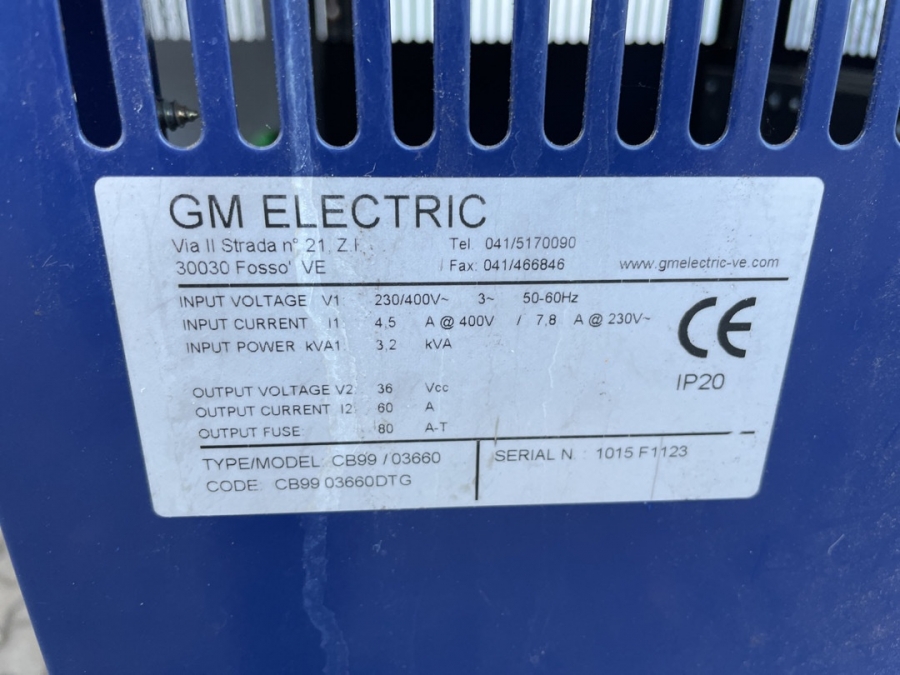 GM ELECTRIC
Via II Strada n° 21, Z.I.
Tel. 041/5170090
30030 Fosso' VE
Fax: 041/466846
www.gmelectric-ve.com
INPUT VOLTAGE V1 230/400V~ 3~ 50-60Hz
INPUT CURRENT I1: 4,5 A @ 400V / 7,8 A @ 230V~
INPUT POWER kVA1: 3,2 kVA
CE
IP20
OUTPUT VOLTAGE V2: 36 Vcc
OUTPUT CURRENT I2: 60 A
OUTPUT FUSE: 80 A-T
TYPE/MODEL: CB99 / 03660
SERIAL N : 1015 F1123
CODE: CB99 03660DTG